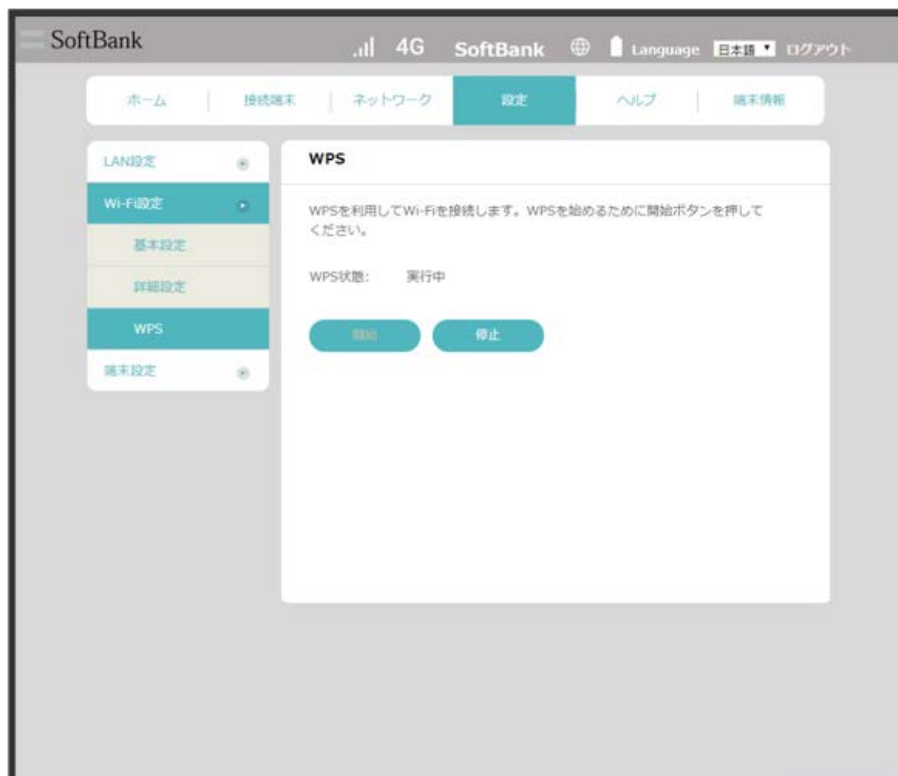 SoftBank
4G SoftBank Language 日本語 ログアウト
ホーム 接続端末 ネットワーク 設定 ヘルプ 端末情報
LAN設定
Wi-Fi設定
基本設定
詳細設定
WPS
端末設定
WPS
WPSを利用してWi-Fiを接続します。WPSを始めるために開始ボタンを押して
ください。
WPS状態: 実行中
開始 停止